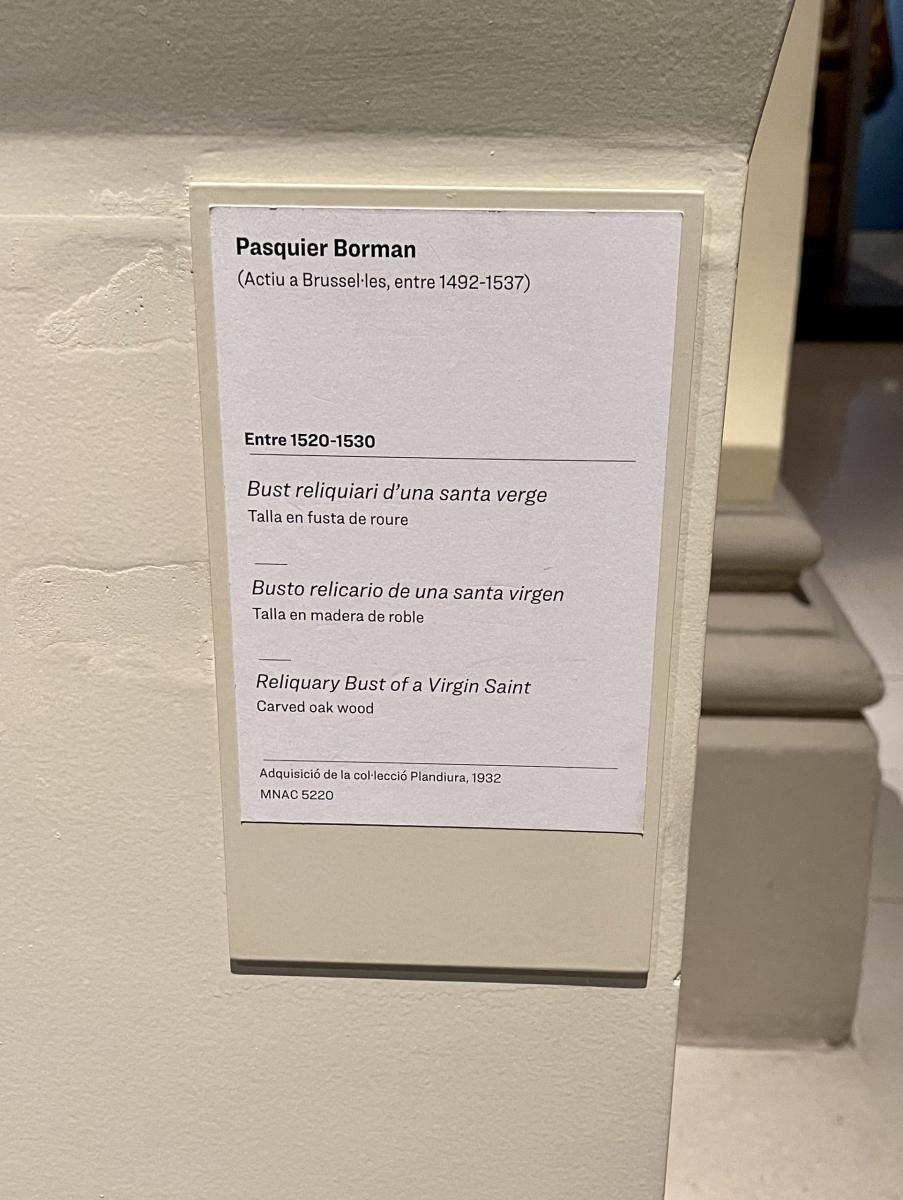 Pasquier Borman
(Actiu a Brussel·les, entre 1492-1537)
Entre 1520-1530
Bust reliquiari d’una santa verge
Talla en fusta de roure
Busto relicario de una santa virgen
Talla en madera de roble
Reliquary Bust of a Virgin Saint
Carved oak wood
Adquisició de la col·lecció Plandiura, 1932
MNAC 5220